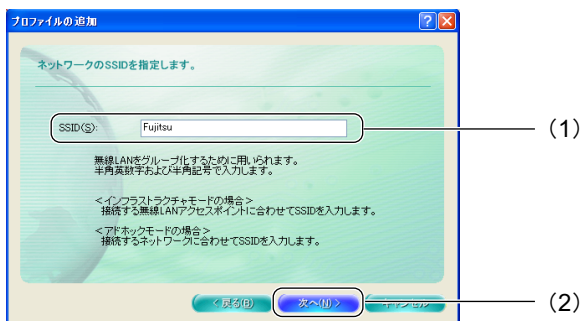 プロファイルの追加
ネットワークのSSIDを指定します。
SSID(S): Fujitsu
(1)
無線LANをグループ化するために用いられます。
半角英数字および半角記号で入力します。
<インフラストラクチャモードの場合>
接続する無線LANアクセスポイントに合わせてSSIDを入力します。
<アドホックモードの場合>
接続するネットワークに合わせてSSIDを入力します。
<戻る(B) 次へ(N)> キャンセル
(2)